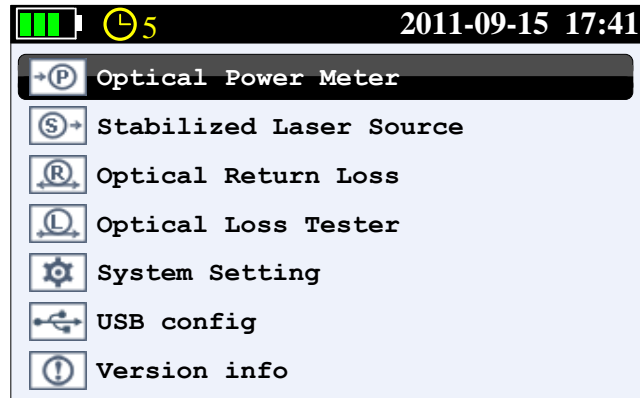 5 2011-09-15 17:41
P Optical Power Meter
S Stabilized Laser Source
R Optical Return Loss
L Optical Loss Tester
System Setting
USB config
Version info